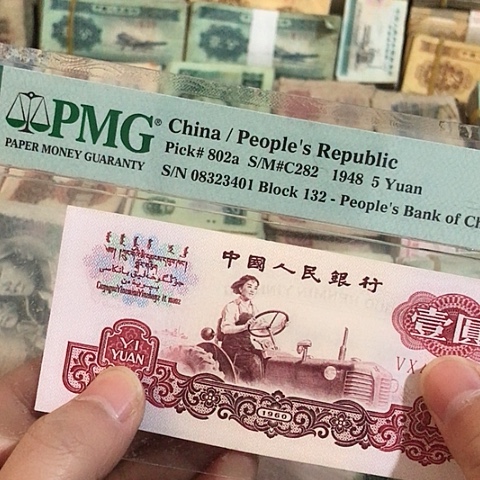 PMG®
PAPER MONEY GUARANTY
China / People's Republic
Pick# 802a S/M#C282 1948 5 Yuan
S/N 08323401 Block 132 - People's Bank of Ch
中國人民銀行
壹圓
YI
YUAN
VX
1960